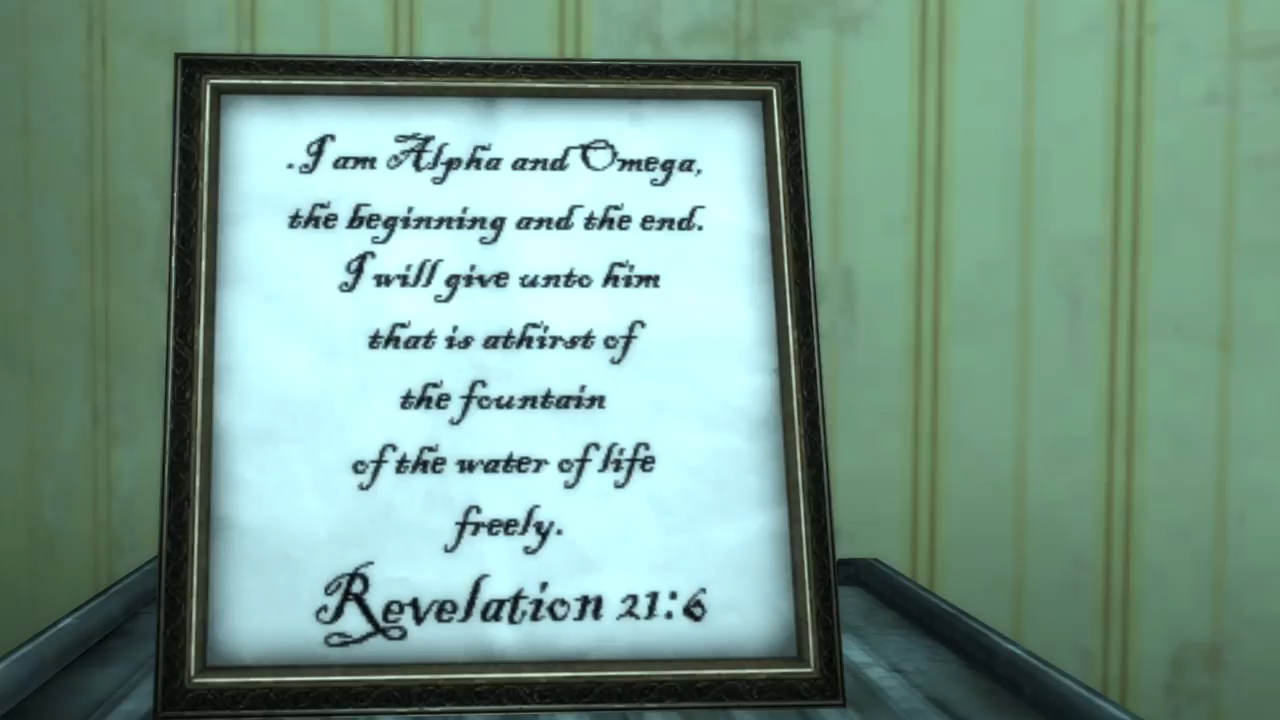 .I am Alpha and Omega,
the beginning and the end.
I will give unto him
that is athirst of
the fountain
of the water of life
freely.
Revelation 21:6